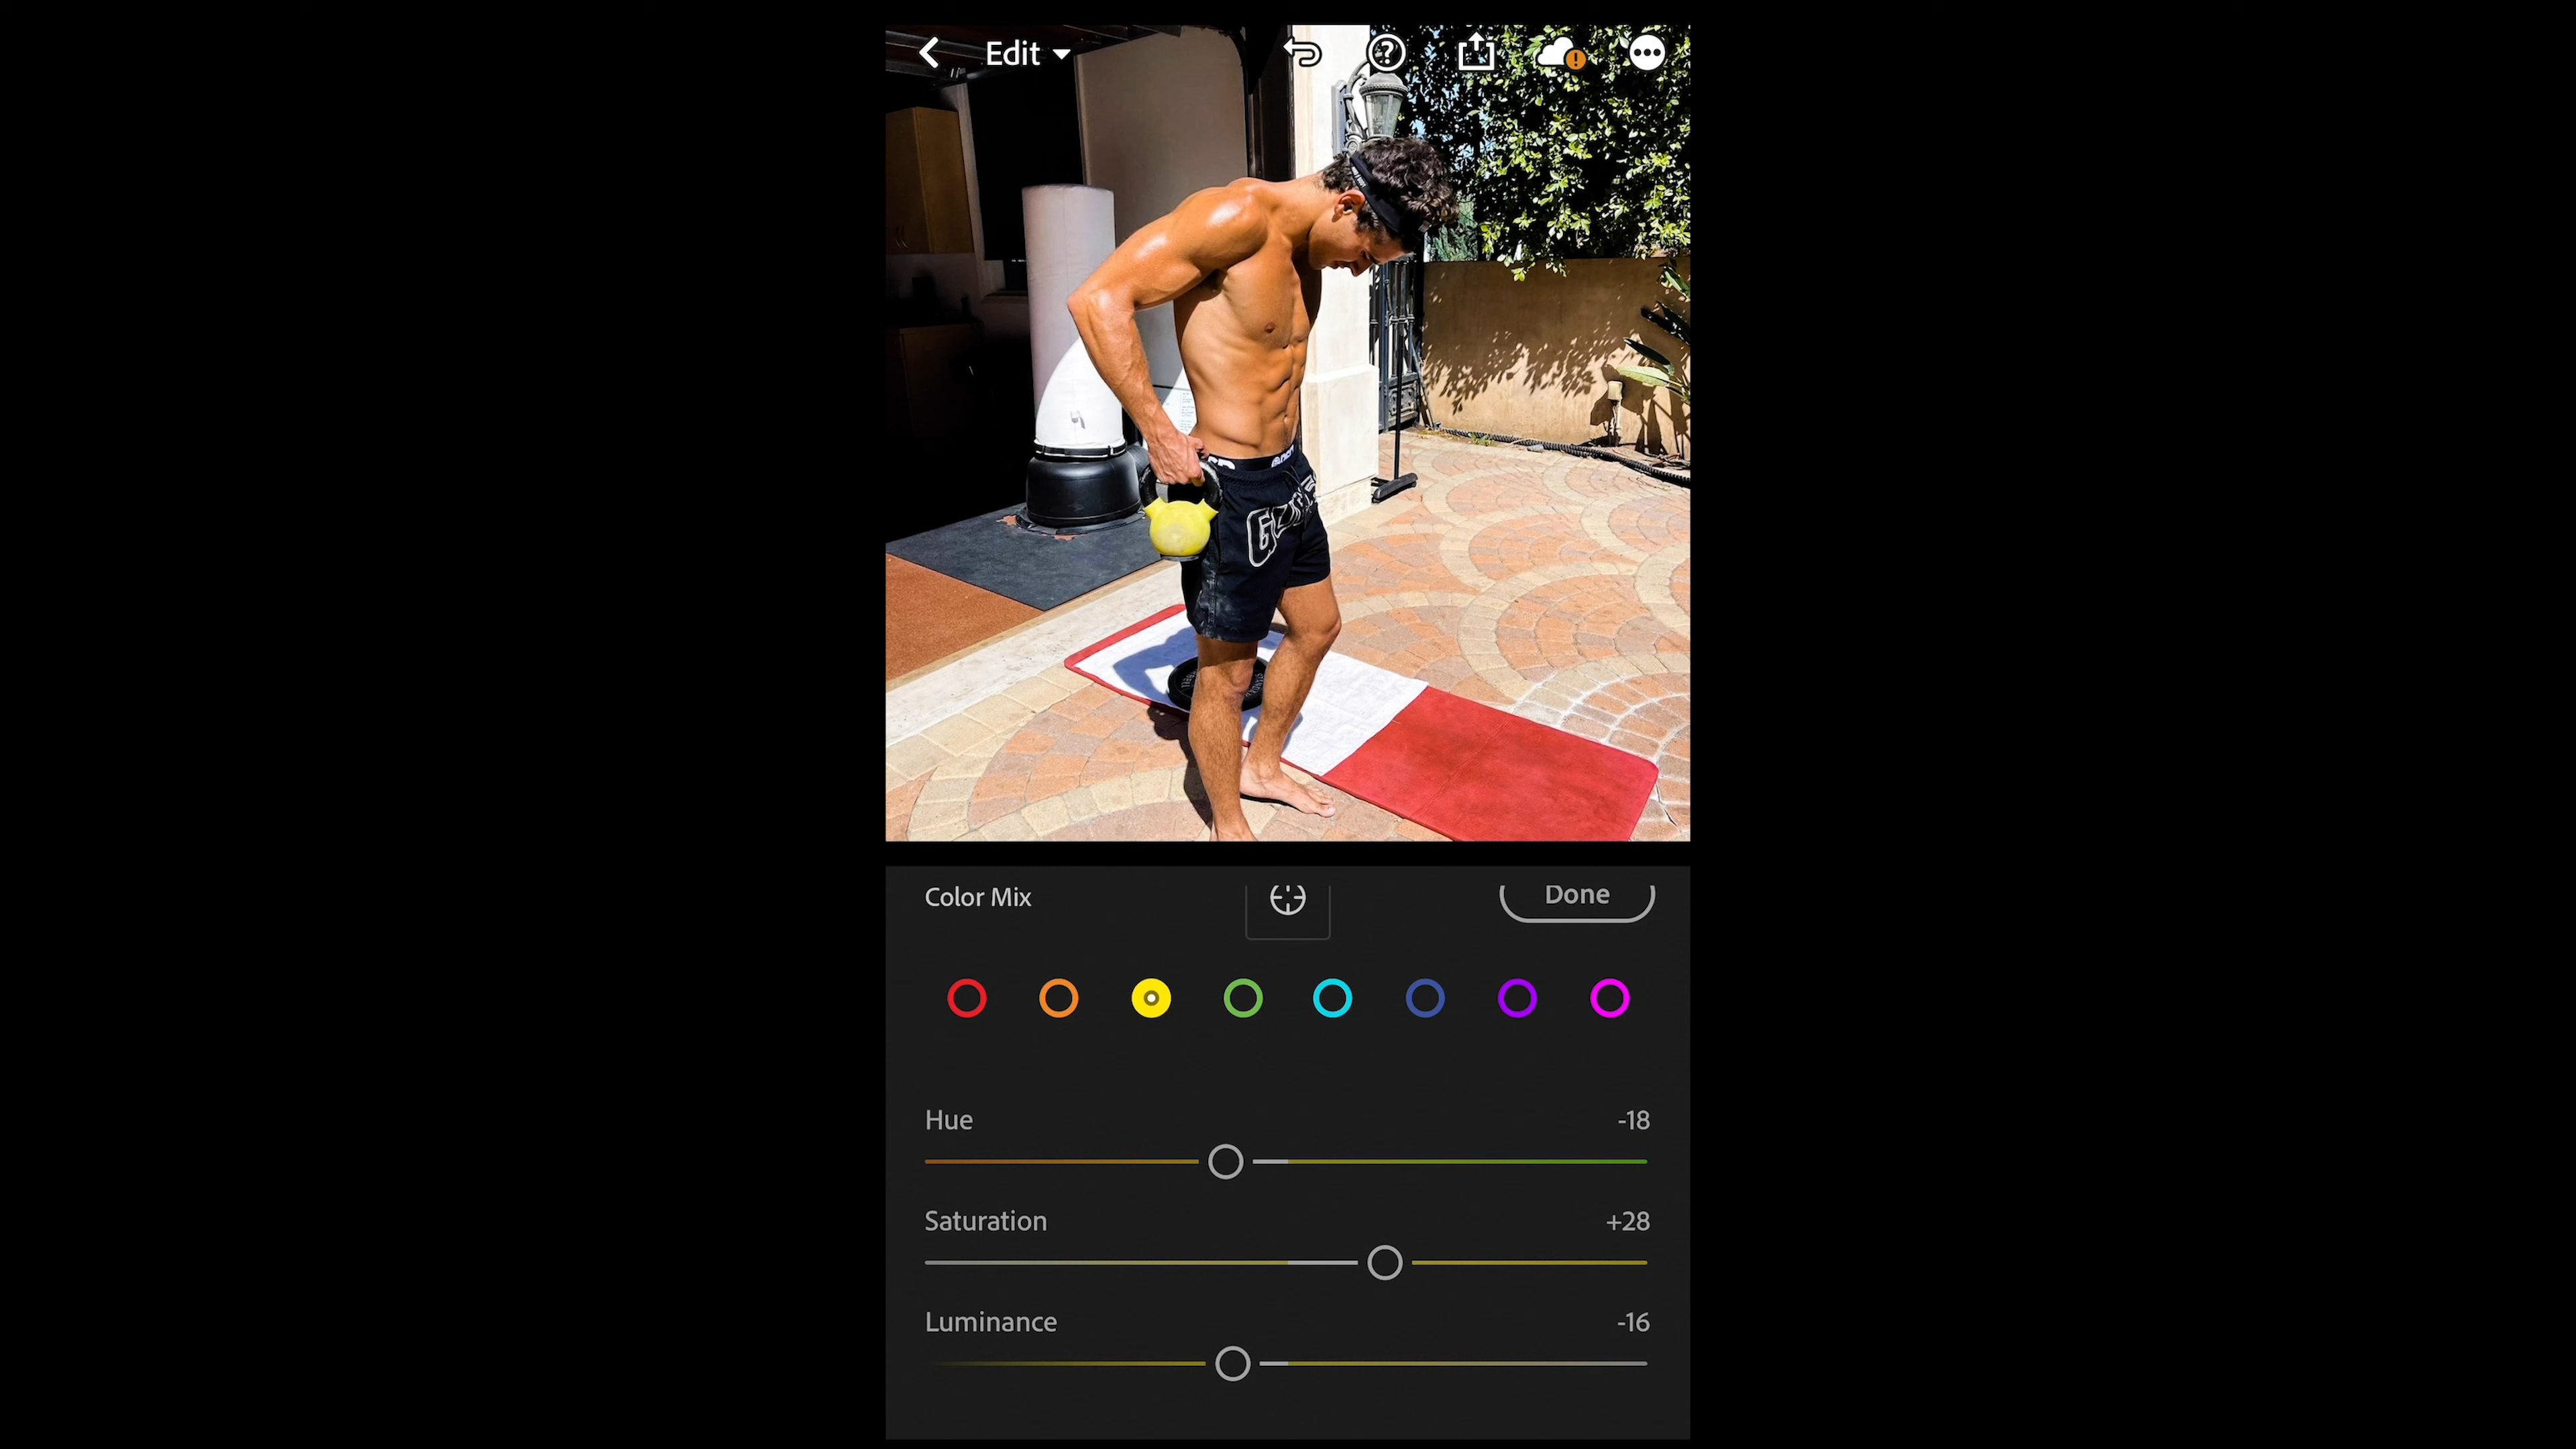 Edit
Color Mix
Done
Hue
-18
Saturation
+28
Luminance
-16